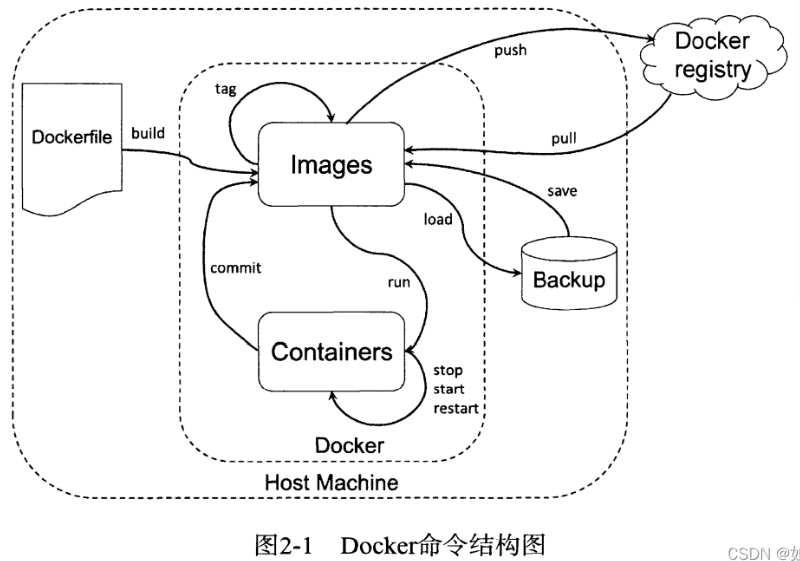 push
Docker
registry
tag
Dockerfile
build
Images
pull
save
load
Backup
commit
run
Containers
stop
start
restart
Docker
Host Machine
图2-1 Docker命令结构图
CSDN @